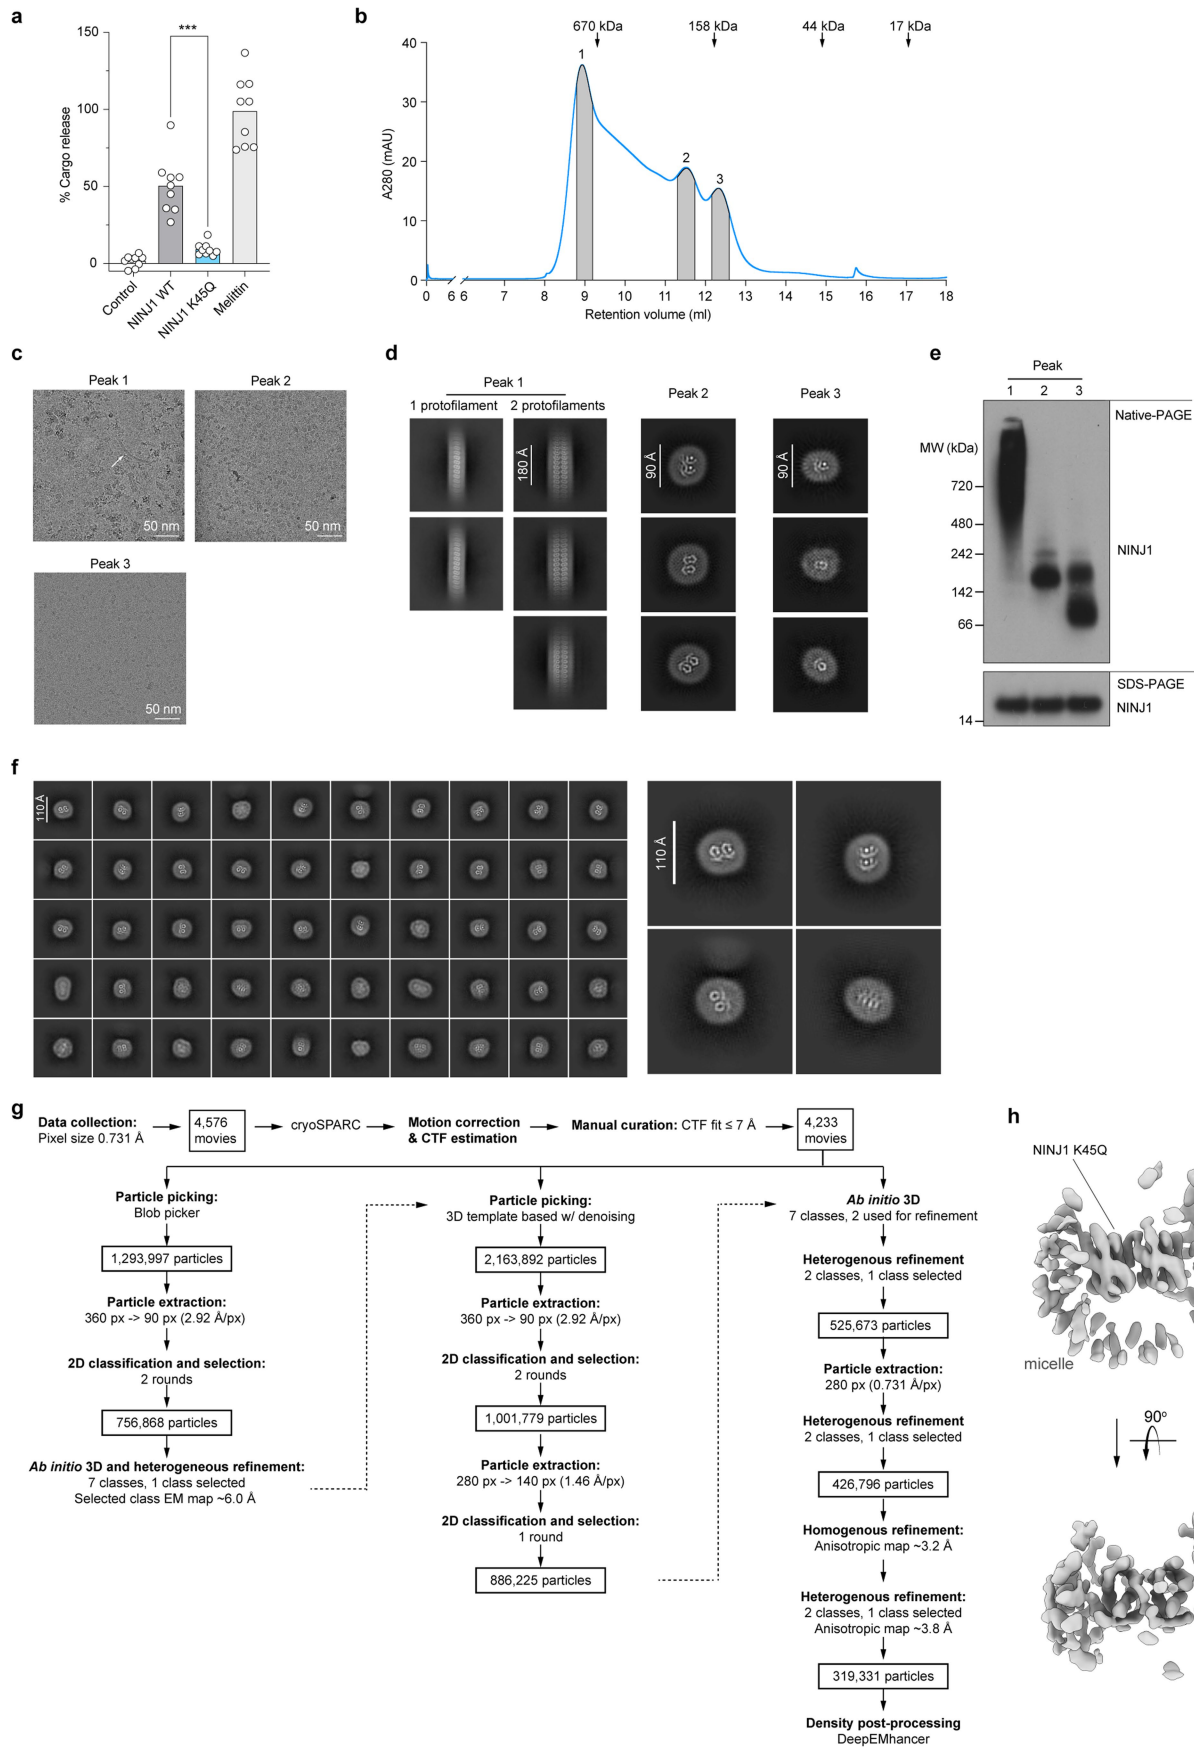 a
% Cargo release
150
100
50
0
***
Control
NINJ1 WT
NINJ1 K45Q
Melittin
b
670 kDa 158 kDa 44 kDa 17 kDa
A280 (mAU)
40
30
20
10
0
1
2
3
0 6 6 7 8 9 10 11 12 13 14 15 16 17 18
Retention volume (ml)
c
Peak 1
50 nm
Peak 2
50 nm
Peak 3
50 nm
d
Peak 1
1 protofilament 2 protofilaments
180 Å
Peak 2
90 Å
Peak 3
90 Å
e
Peak
1 2 3
Native-PAGE
MW (kDa)
720
480
242
142
66
NINJ1
SDS-PAGE
NINJ1
14
f
110 Å
110 Å
g
Data collection:
Pixel size 0.731 Å
4,576
movies
cryoSPARC
Motion correction
& CTF estimation
Manual curation: CTF fit ≤ 7 Å
4,233
movies
Particle picking:
Blob picker
1,293,997 particles
Particle extraction:
360 px -> 90 px (2.92 Å/px)
2D classification and selection:
2 rounds
756,868 particles
Ab initio 3D and heterogeneous refinement:
7 classes, 1 class selected
Selected class EM map ~6.0 Å
Particle picking:
3D template based w/ denoising
2,163,892 particles
Particle extraction:
360 px -> 90 px (2.92 Å/px)
2D classification and selection:
2 rounds
1,001,779 particles
Particle extraction:
280 px -> 140 px (1.46 Å/px)
2D classification and selection:
1 round
886,225 particles
Ab initio 3D
7 classes, 2 used for refinement
Heterogenous refinement
2 classes, 1 class selected
525,673 particles
Particle extraction:
280 px (0.731 Å/px)
Heterogenous refinement
2 classes, 1 class selected
426,796 particles
Homogenous refinement:
Anisotropic map ~3.2 Å
Heterogenous refinement:
2 classes, 1 class selected
Anisotropic map ~3.8 Å
319,331 particles
Density post-processing
DeepEMhancer
h
NINJ1 K45Q
micelle
90º